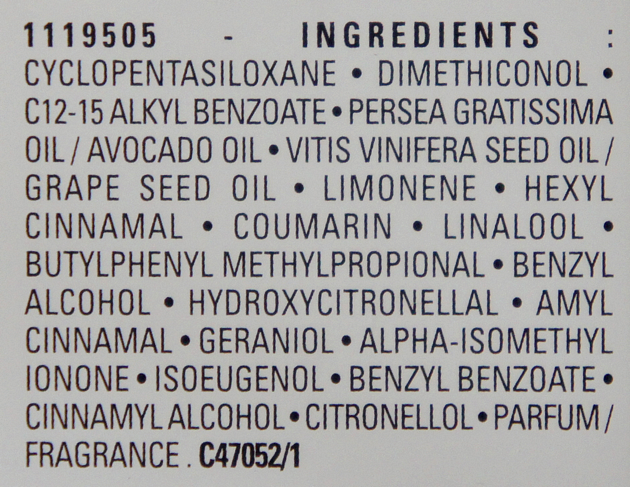 1119505 - INGREDIENTS :
CYCLOPENTASILOXANE • DIMETHICONOL •
C12-15 ALKYL BENZOATE • PERSEA GRATISSIMA
OIL / AVOCADO OIL • VITIS VINIFERA SEED OIL /
GRAPE SEED OIL • LIMONENE • HEXYL
CINNAMAL • COUMARIN • LINALOOL •
BUTYLPHENYL METHYLPROPIONAL • BENZYL
ALCOHOL • HYDROXYCITRONELLAL • AMYL
CINNAMAL • GERANIOL • ALPHA-ISOMETHYL
IONONE • ISOEUGENOL • BENZYL BENZOATE •
CINNAMYL ALCOHOL • CITRONELLOL • PARFUM /
FRAGRANCE . C47052/1